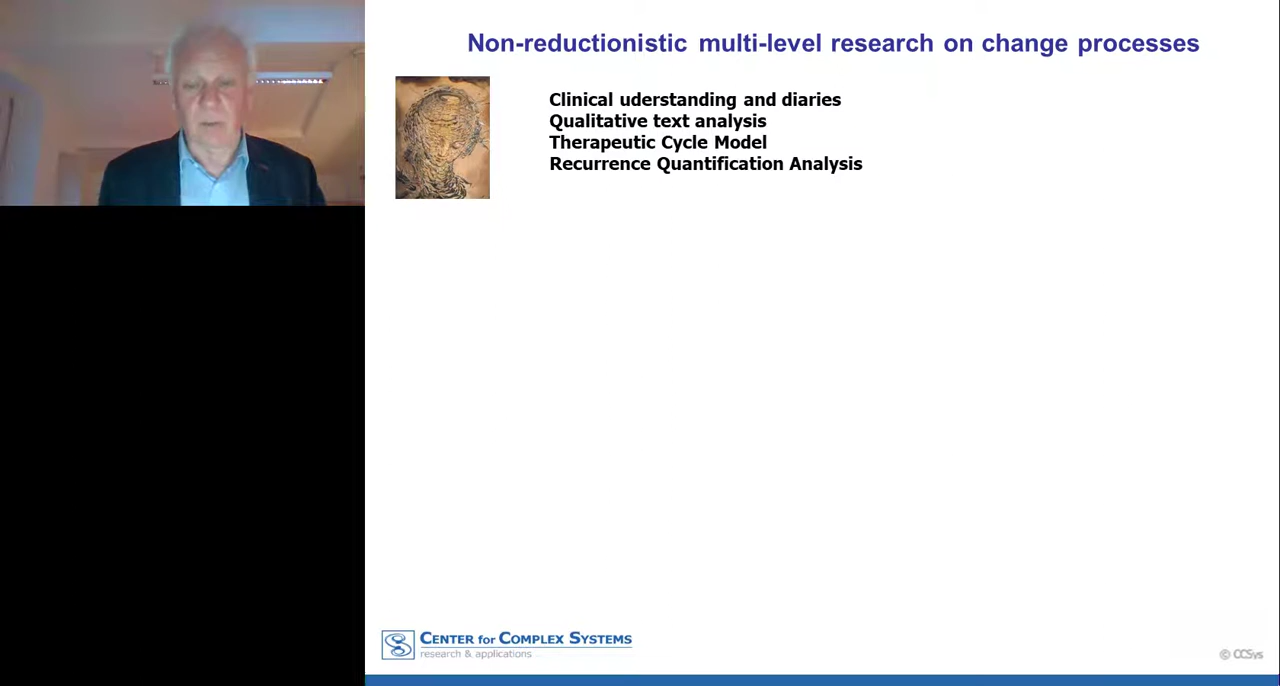 Non-reductionistic multi-level research on change processes
Clinical uderstanding and diaries
Qualitative text analysis
Therapeutic Cycle Model
Recurrence Quantification Analysis
CENTER for COMPLEX SYSTEMS
research & applications
© CCSys